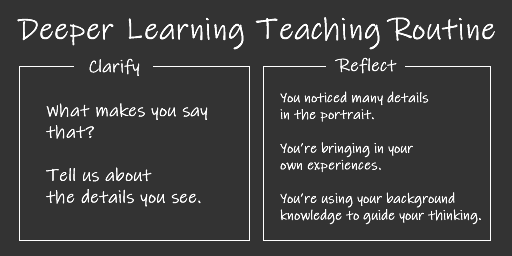 Deeper Learning Teaching Routine
Clarify
What makes you say
that?
Tell us about
the details you see.
Reflect
You noticed many details
in the portrait.
You're bringing in your
own experiences.
You're using your background
knowledge to guide your thinking.